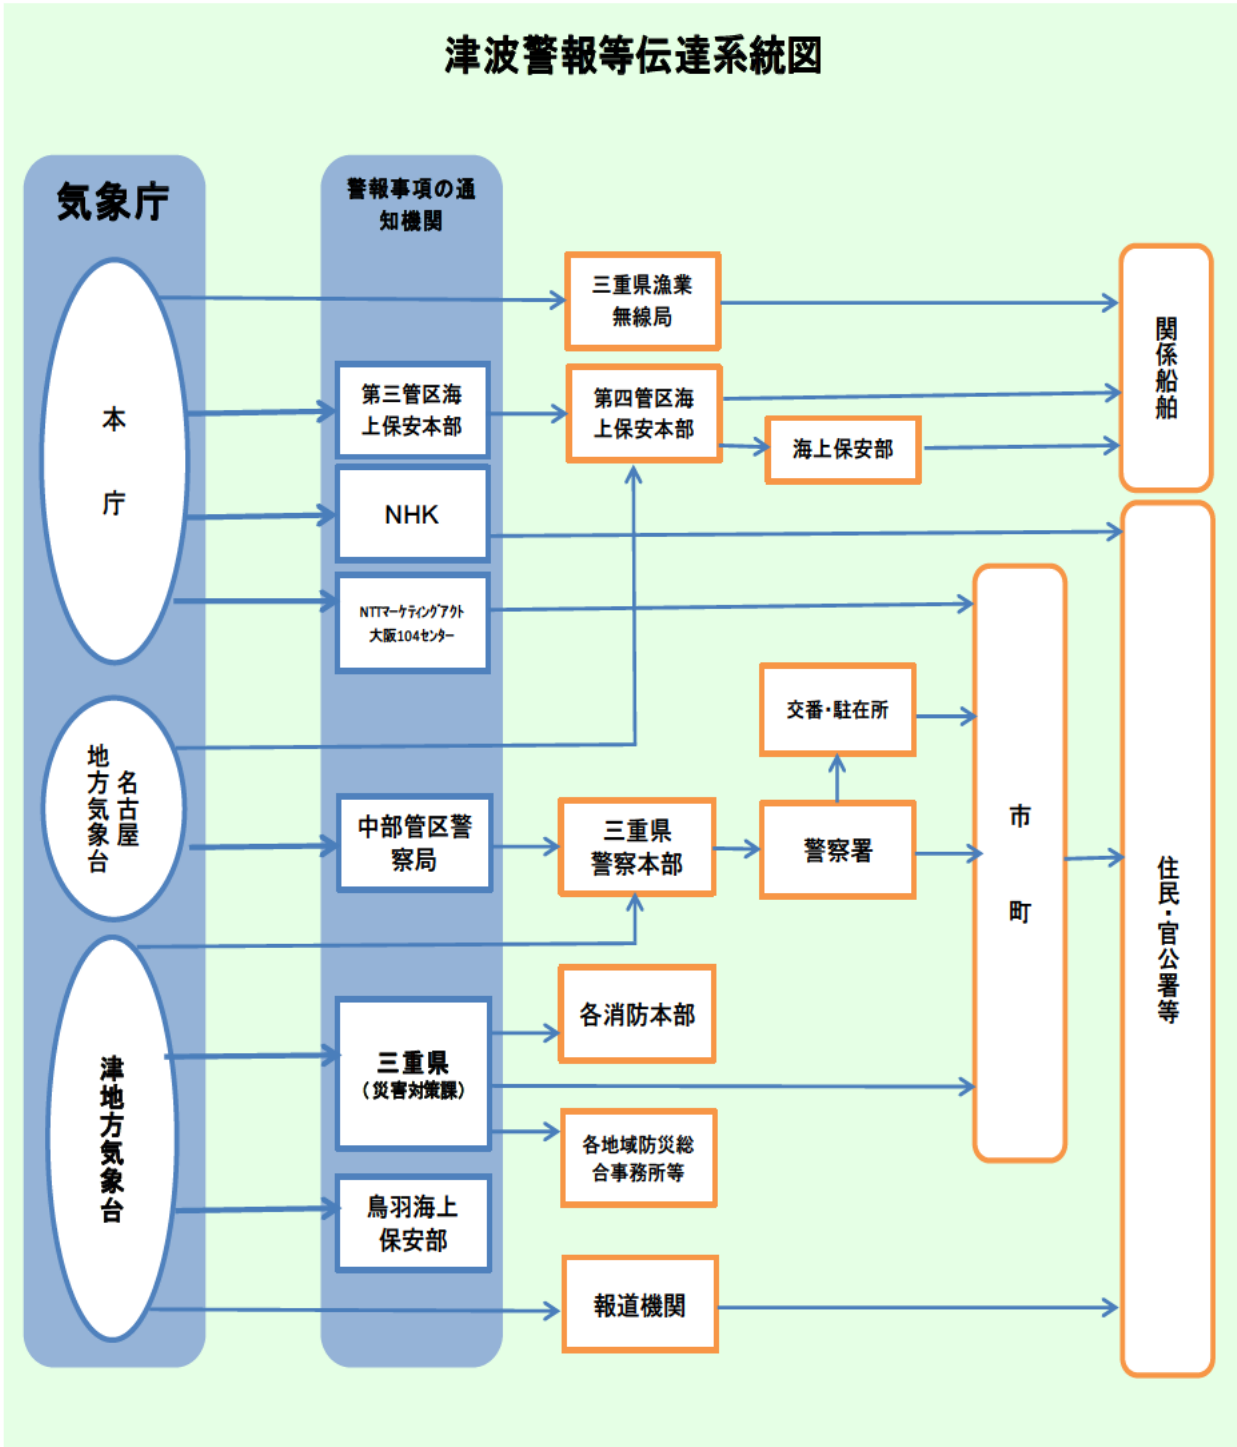 津波警報等伝達系統図
気象庁
警報事項の通
知機関
本
庁
三重県漁業
無線局
関係船舶
第三管区海
上保安本部
第四管区海
上保安本部
海上保安部
NHK
NTTマーケティングアクト
大阪104センター
交番・駐在所
名古屋
地方気象台
中部管区警
察局
三重県
警察本部
警察署
市
町
住民・官公署等
津地方気象台
三重県
(災害対策課)
各消防本部
各地域防災総
合事務所等
鳥羽海上
保安部
報道機関